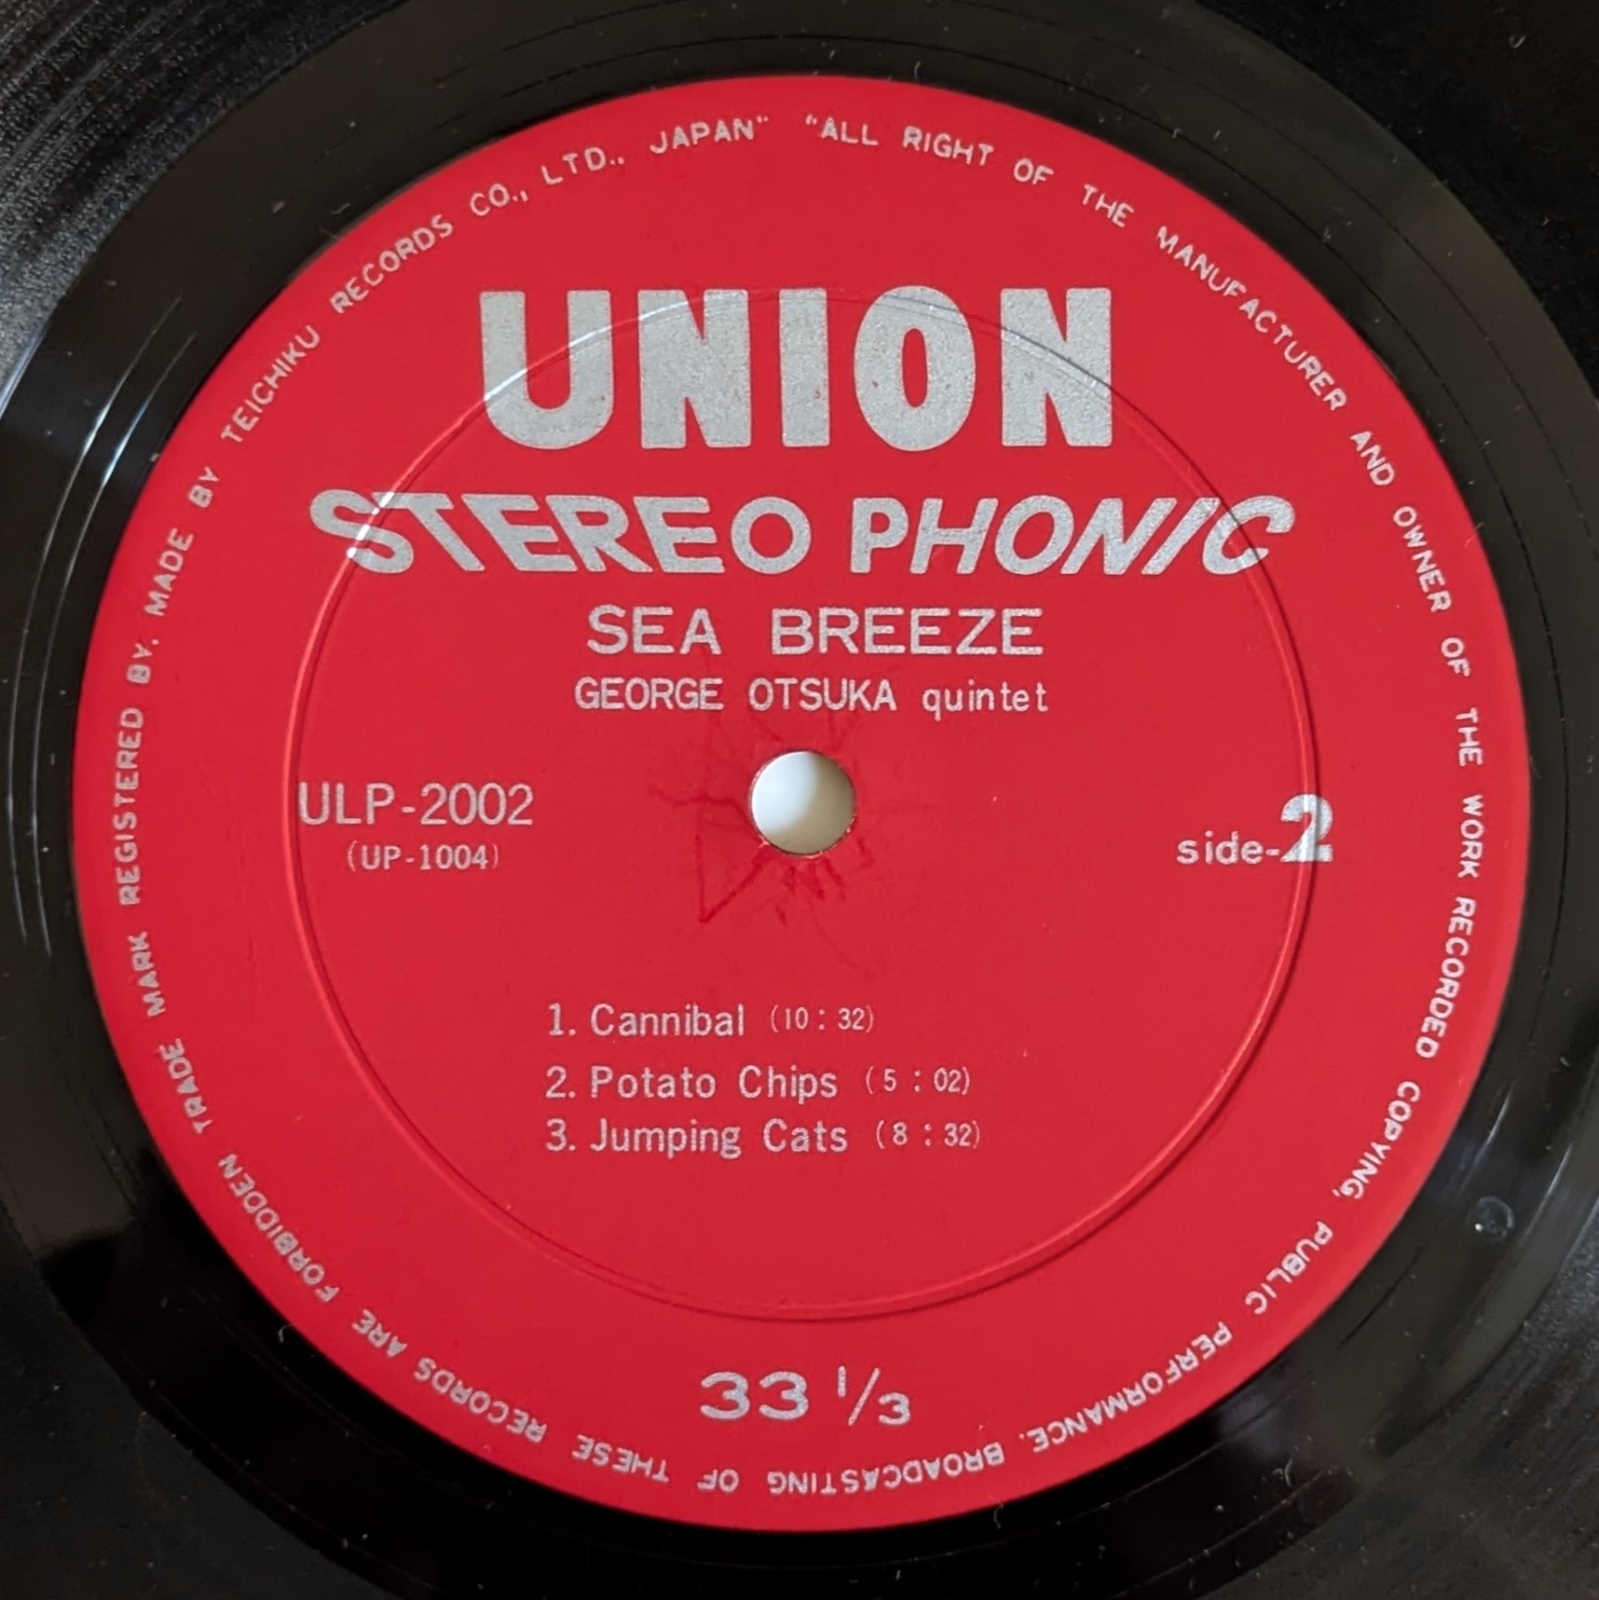 "ALL RIGHT OF THE MANUFACTURER AND OWNER OF THE WORK RECORDED COPYING, PUBLIC PERFORMANCE. BROADCASTING OF THESE RECORDS ARE FORBIDDEN TRADE MARK REGISTERED BY. MADE BY TEICHIKU RECORDS CO., LTD., JAPAN"
UNION
STEREO PHONIC
SEA BREEZE
GEORGE OTSUKA quintet
ULP-2002
(UP-1004)
side-2
1. Cannibal (10:32)
2. Potato Chips (5:02)
3. Jumping Cats (8:32)
33 1/3